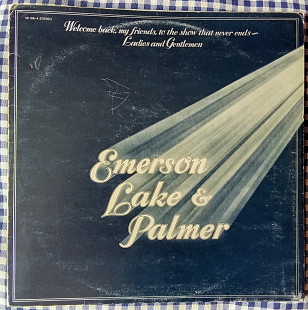 Welcome back, my friends, to the show that never ends~
Ladies and Gentlemen
Emerson
Lake &
Palmer